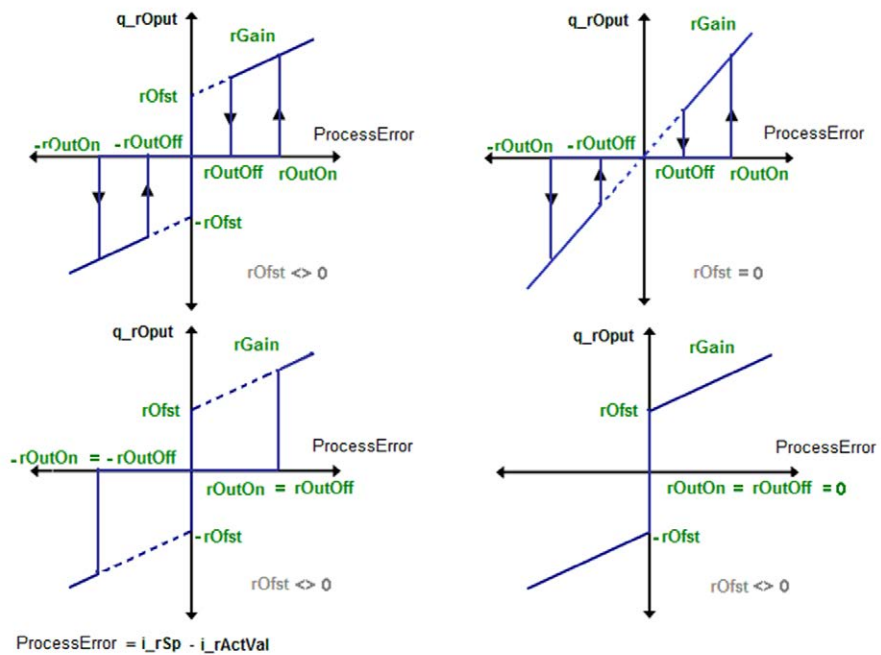 q_rOput
rGain
rOfst
ProcessError
-rOutOn
-rOutOff
rOutOff
rOutOn
-rOfst
rOfst <> 0
q_rOput
rGain
ProcessError
-rOutOn
-rOutOff
rOutOff
rOutOn
rOfst = 0
q_rOput
rGain
rOfst
ProcessError
-rOutOn = -rOutOff
rOutOn = rOutOff
-rOfst
rOfst <> 0
q_rOput
rGain
rOfst
ProcessError
rOutOn = rOutOff = 0
-rOfst
rOfst <> 0
ProcessError = i_rSp - i_rActVal